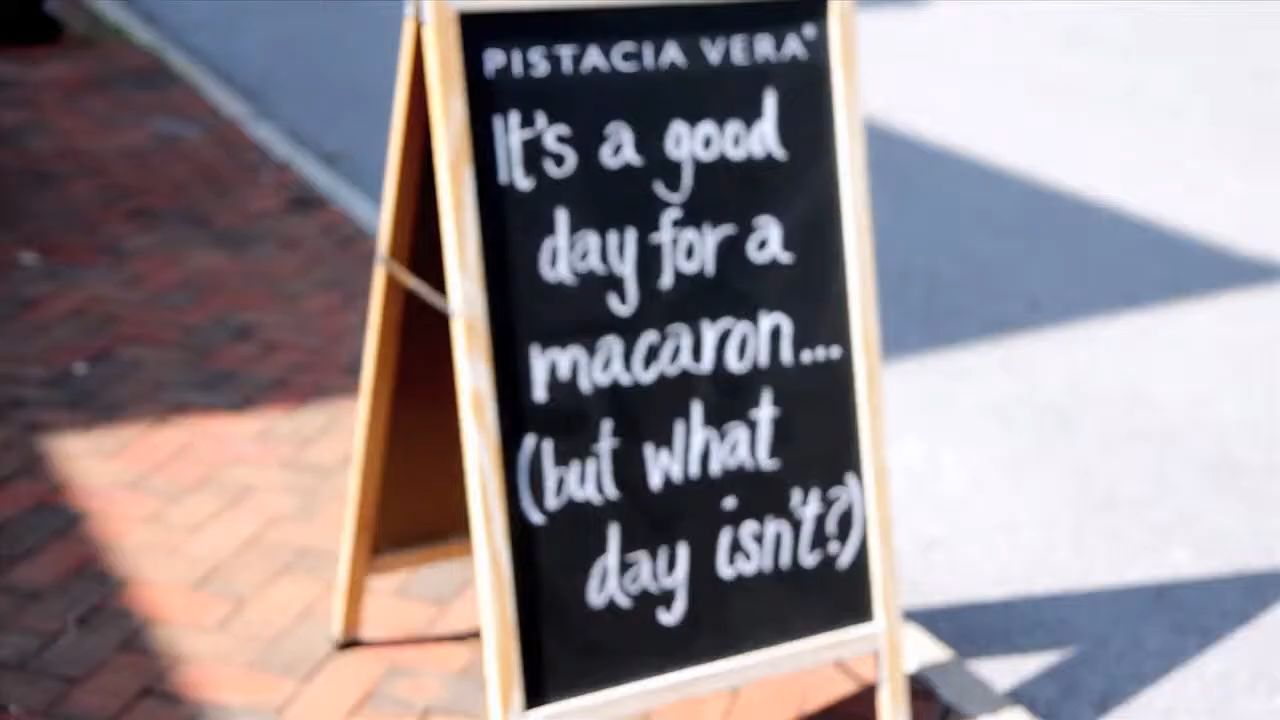 PISTACIA VERA®
It's a good
day for a
macaron...
(but what
day isn't?)